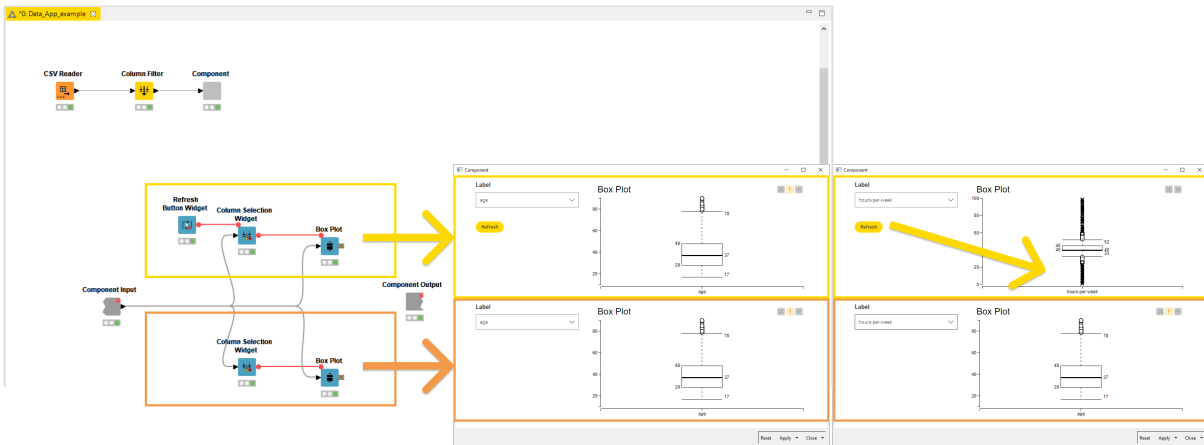 *0: Data_App_example
CSV Reader
Column Filter
Component
Refresh
Button Widget
Column Selection
Widget
Box Plot
Component Input
Component Output
Column Selection
Widget
Box Plot
Component
Label
age
Refresh
Box Plot
80
60
40
20
78
48
37
28
17
age
Label
age
Box Plot
80
60
40
20
78
48
37
28
17
age
Reset Apply Close
Component
Label
hours-per-week
Refresh
Box Plot
100
80
60
40
20
0
52
33
hours-per-week
Label
hours-per-week
Box Plot
80
60
40
20
78
48
37
28
17
age
Reset Apply Close